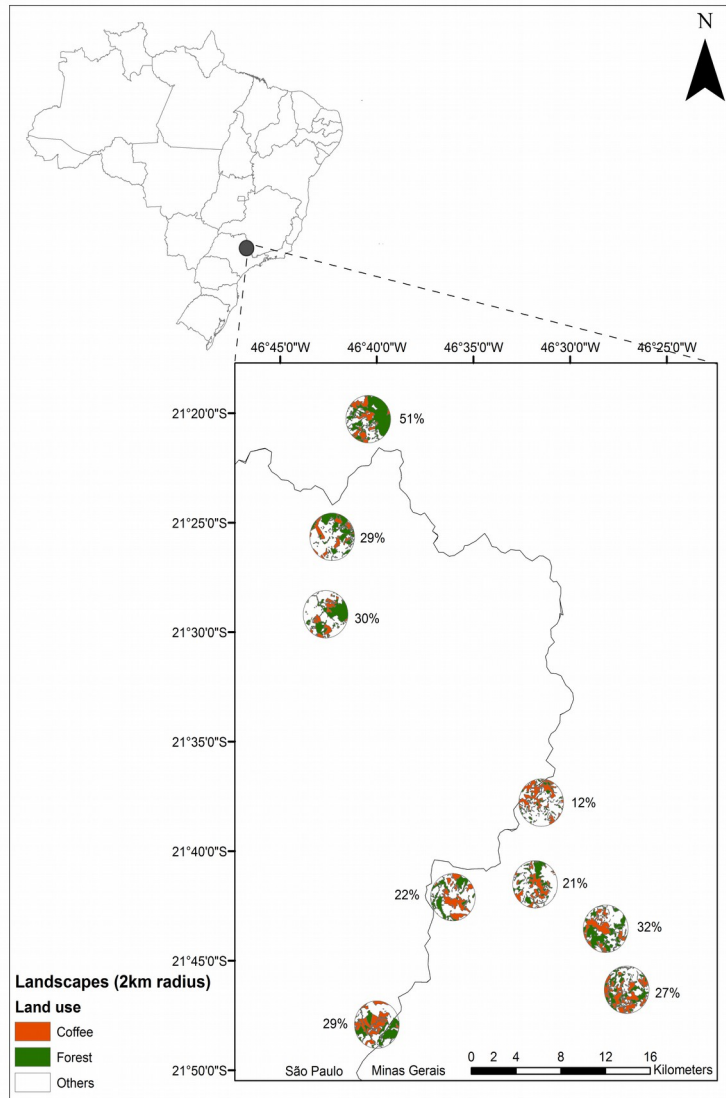 N
46°45'0"W 46°40'0"W 46°35'0"W 46°30'0"W 46°25'0"W
21°20'0"S
51%
21°25'0"S
29%
21°30'0"S
30%
21°35'0"S
12%
21°40'0"S
22%
21%
32%
21°45'0"S
27%
29%
21°50'0"S
São Paulo Minas Gerais
0 2 4 8 12 16
Kilometers
Landscapes (2km radius)
Land use
Coffee
Forest
Others